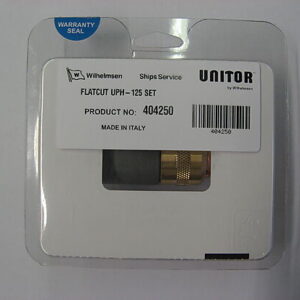 WARRANTY
SEAL
Wilhelmsen Ships Service UNITOR
by Wilhelmsen
FLATCUT UPH-125 SET
PRODUCT NO: 404250
MADE IN ITALY
404250